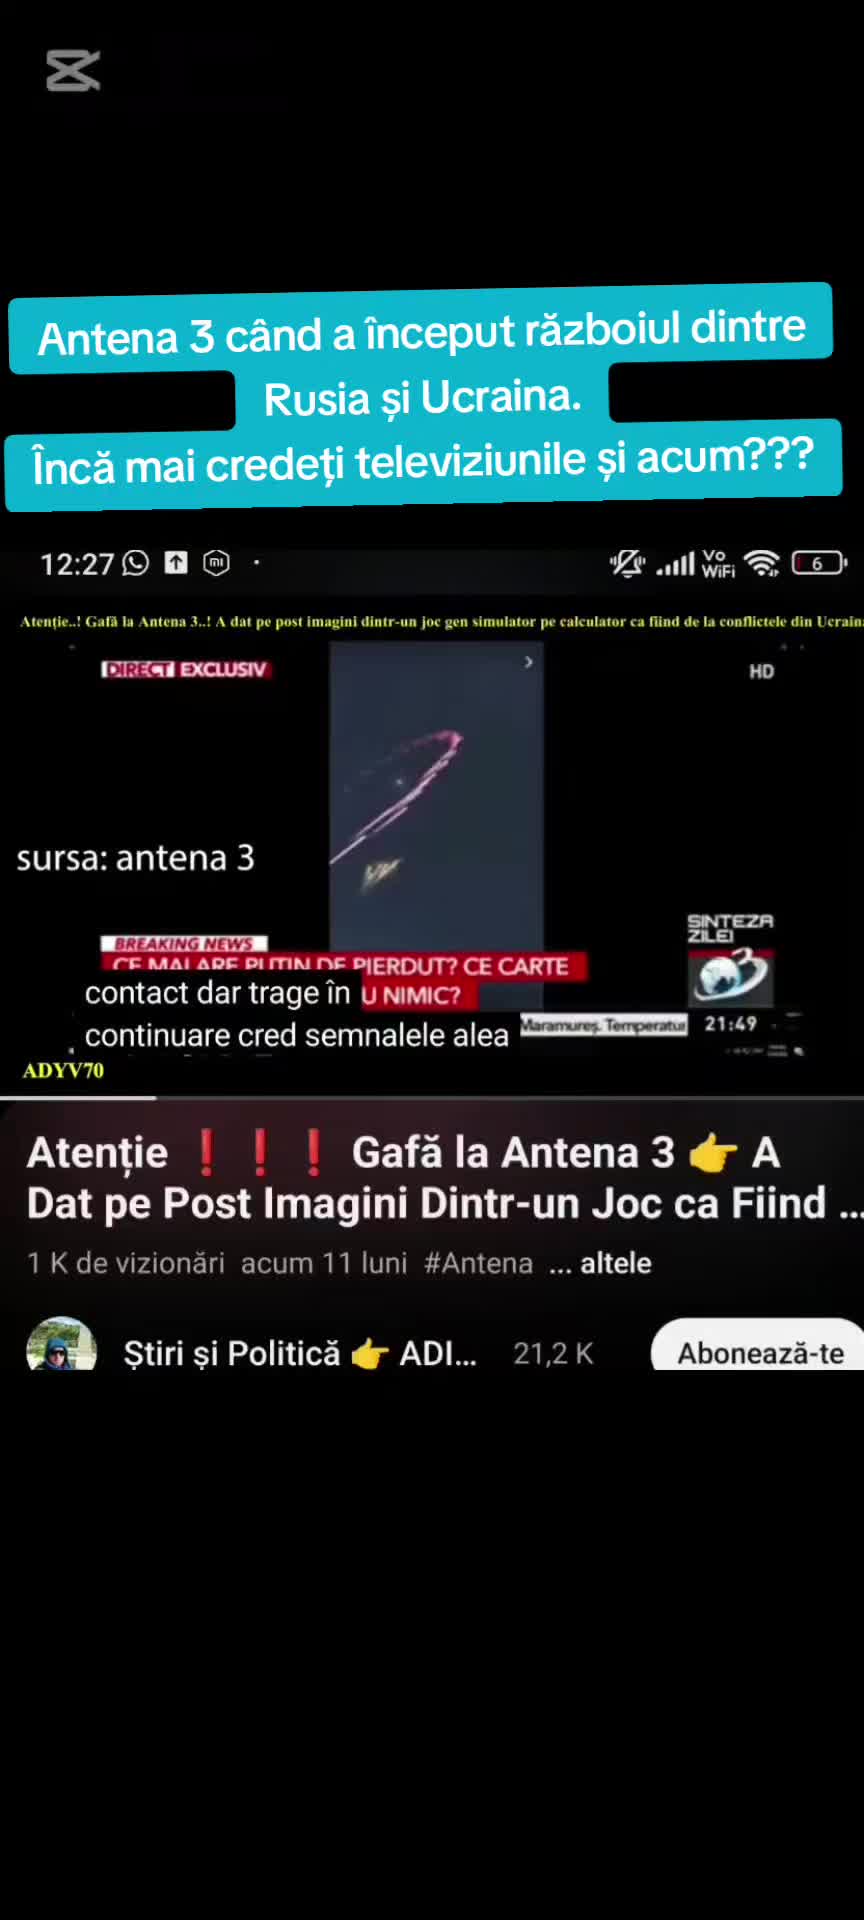 Antena 3 când a început războiul dintre
Rusia și Ucraina.
Încă mai credeți televiziunile și acum???
12:27
Vo
WiFi
6
Atenție..! Gafă la Antena 3..! A dat pe post imagini dintr-un joc gen simulator pe calculator ca fiind de la conflictele din Ucraina
DIRECT EXCLUSIV
HD
sursa: antena 3
SINTEZA
ZILEI
3
BREAKING NEWS
CE MAI ARE PUTIN DE PIERDUT? CE CARTE
U NIMIC?
contact dar trage în
continuare cred semnalele alea
Maramureș. Temperatur
21:49
ADYV70
Atenție ❗ ❗ ❗ Gafă la Antena 3 👉 A
Dat pe Post Imagini Dintr-un Joc ca Fiind ...
1 K de vizionări acum 11 luni #Antena ... altele
Știri și Politică 👉 ADI... 21,2 K Abonează-te